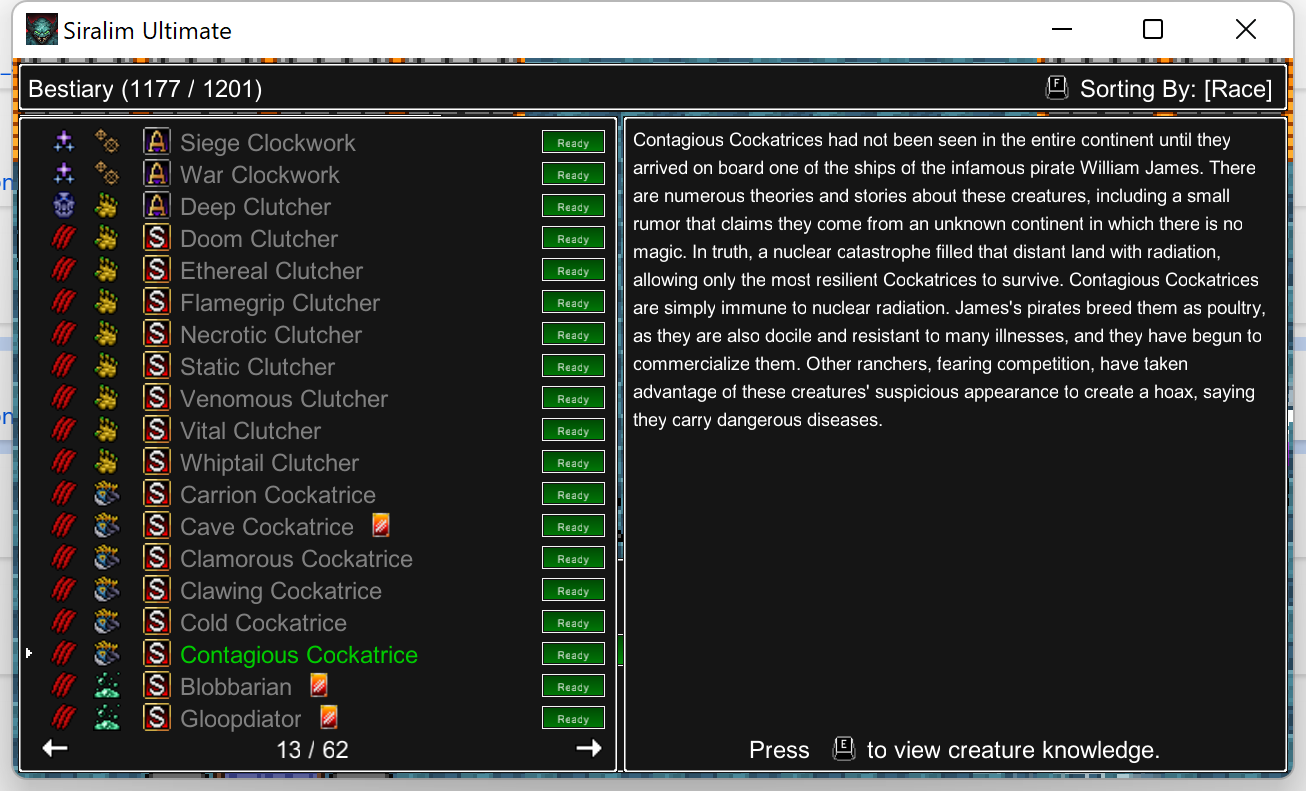 Siralim Ultimate
Bestiary (1177 / 1201)
F Sorting By: [Race]
A Siege Clockwork Ready
A War Clockwork Ready
A Deep Clutcher Ready
S Doom Clutcher Ready
S Ethereal Clutcher Ready
S Flamegrip Clutcher Ready
S Necrotic Clutcher Ready
S Static Clutcher Ready
S Venomous Clutcher Ready
S Vital Clutcher Ready
S Whiptail Clutcher Ready
S Carrion Cockatrice Ready
S Cave Cockatrice Ready
S Clamorous Cockatrice Ready
S Clawing Cockatrice Ready
S Cold Cockatrice Ready
S Contagious Cockatrice Ready
S Blobbarian Ready
S Gloopdiator Ready
13 / 62
Contagious Cockatrices had not been seen in the entire continent until they
arrived on board one of the ships of the infamous pirate William James. There
are numerous theories and stories about these creatures, including a small
rumor that claims they come from an unknown continent in which there is no
magic. In truth, a nuclear catastrophe filled that distant land with radiation,
allowing only the most resilient Cockatrices to survive. Contagious Cockatrices
are simply immune to nuclear radiation. James's pirates breed them as poultry,
as they are also docile and resistant to many illnesses, and they have begun to
commercialize them. Other ranchers, fearing competition, have taken
advantage of these creatures' suspicious appearance to create a hoax, saying
they carry dangerous diseases.
Press E to view creature knowledge.